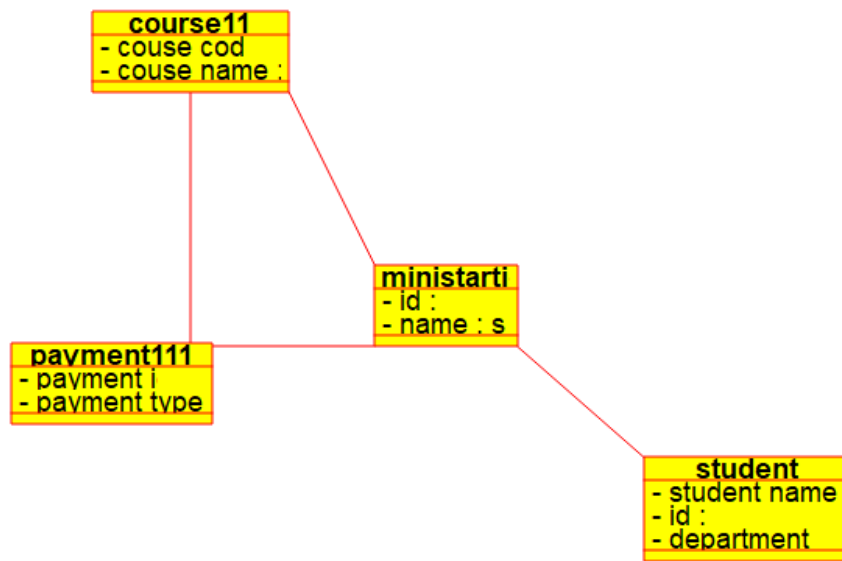 course11
- couse cod
- couse name :
ministarti
- id :
- name : s
payment111
- payment i
- payment type
student
- student name
- id :
- department